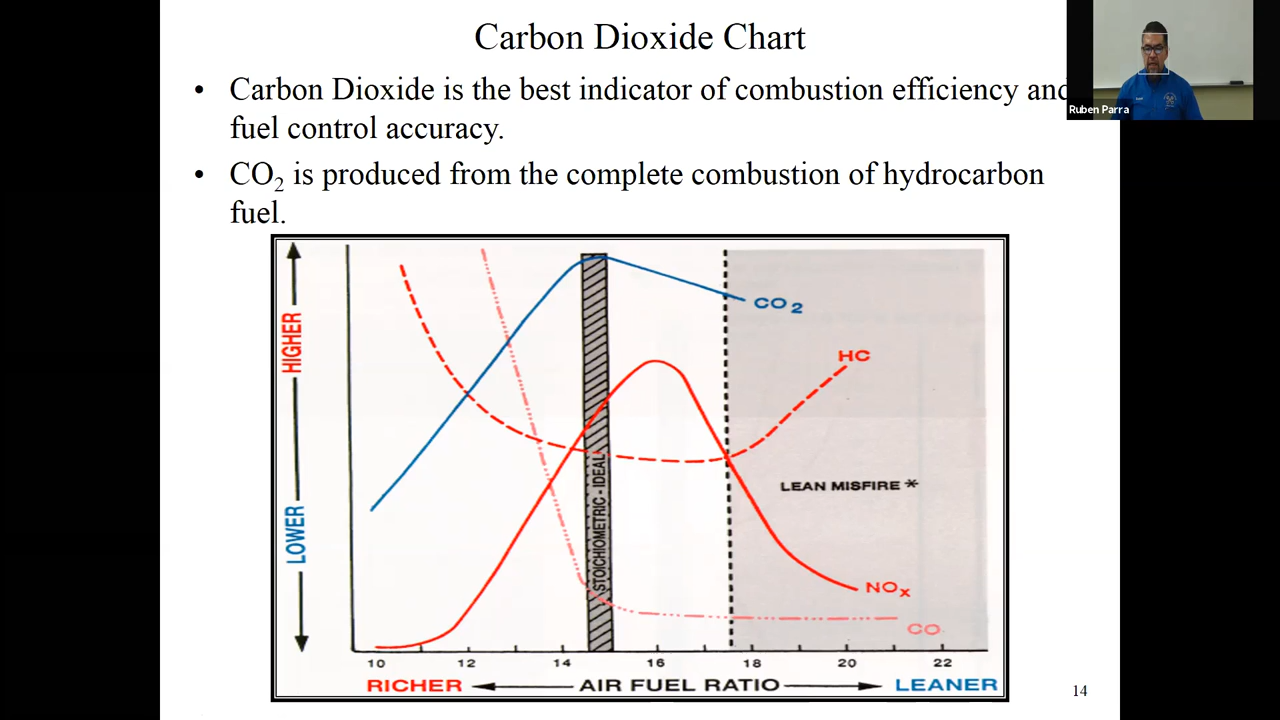 Carbon Dioxide Chart
• Carbon Dioxide is the best indicator of combustion efficiency and
fuel control accuracy.
Ruben Parra
• CO₂ is produced from the complete combustion of hydrocarbon
fuel.
HIGHER
LOWER
CO₂
HC
LEAN MISFIRE *
STOICHIOMETRIC - IDEAL
NOₓ
CO
10 12 14 16 18 20 22
RICHER AIR FUEL RATIO LEANER
14